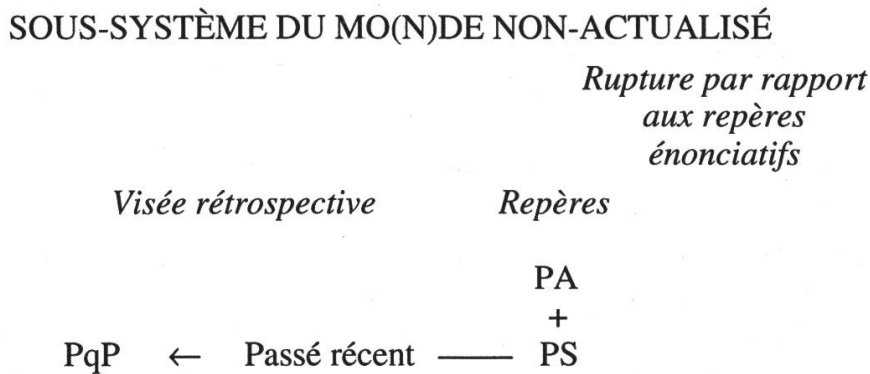 SOUS-SYSTÈME DU MO(N)DE NON-ACTUALISÉ
Rupture par rapport
aux repères
énonciatifs
Visée rétrospective Repères
PA
+
PqP ← Passé récent —— PS